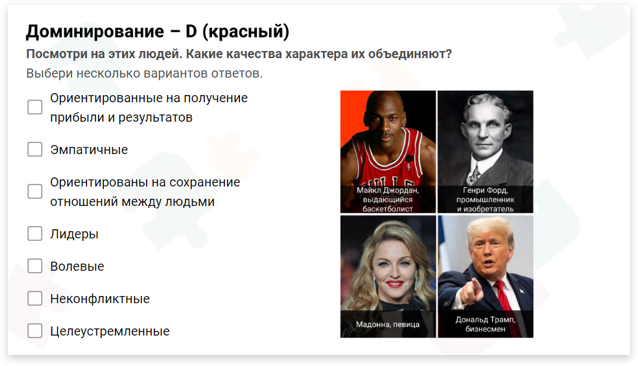 Доминирование – D (красный)
Посмотри на этих людей. Какие качества характера их объединяют?
Выбери несколько вариантов ответов.
Ориентированные на получение
прибыли и результатов
Эмпатичные
Ориентированы на сохранение
отношений между людьми
Лидеры
Волевые
Неконфликтные
Целеустремленные
Майкл Джордан,
выдающийся
баскетболист
Генри Форд,
промышленник
и изобретатель
Мадонна, певица
Дональд Трамп,
бизнесмен